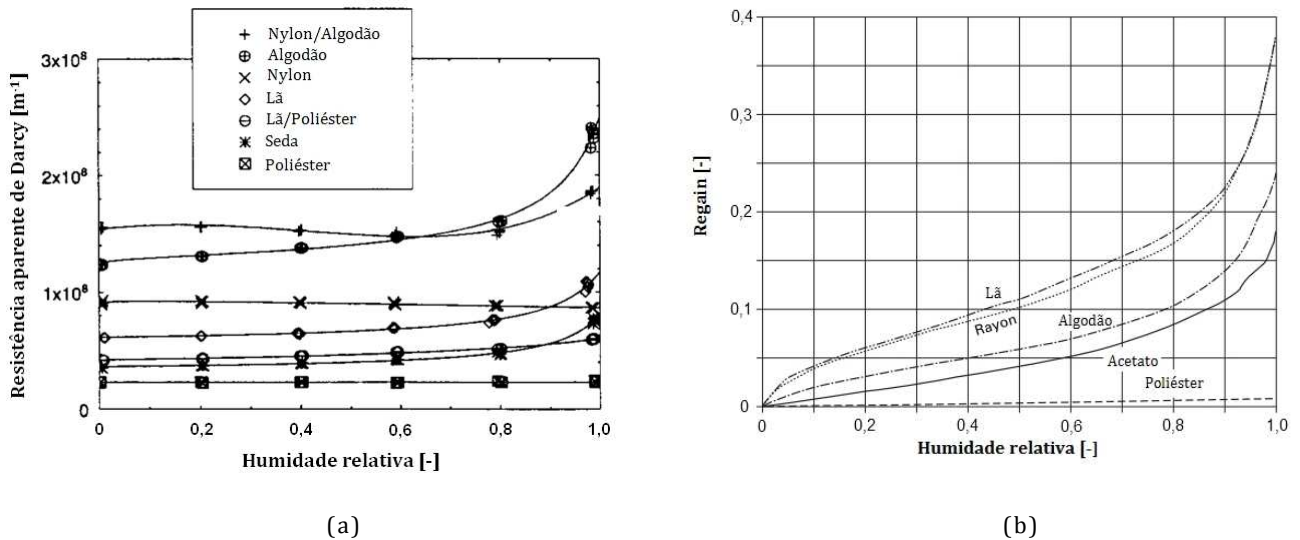 Nylon/Algodão
Algodão
Nylon
Lã
Lã/Poliéster
Seda
Poliéster
Resistência aparente de Darcy [m⁻¹]
3x10⁸
2x10⁸
1x10⁸
0
0 0,2 0,4 0,6 0,8 1,0
Humidade relativa [-]
(a)
Regain [-]
0,4
0,3
0,2
0,1
0
Lã
Rayon
Algodão
Acetato
Poliéster
0 0,2 0,4 0,6 0,8 1,0
Humidade relativa [-]
(b)